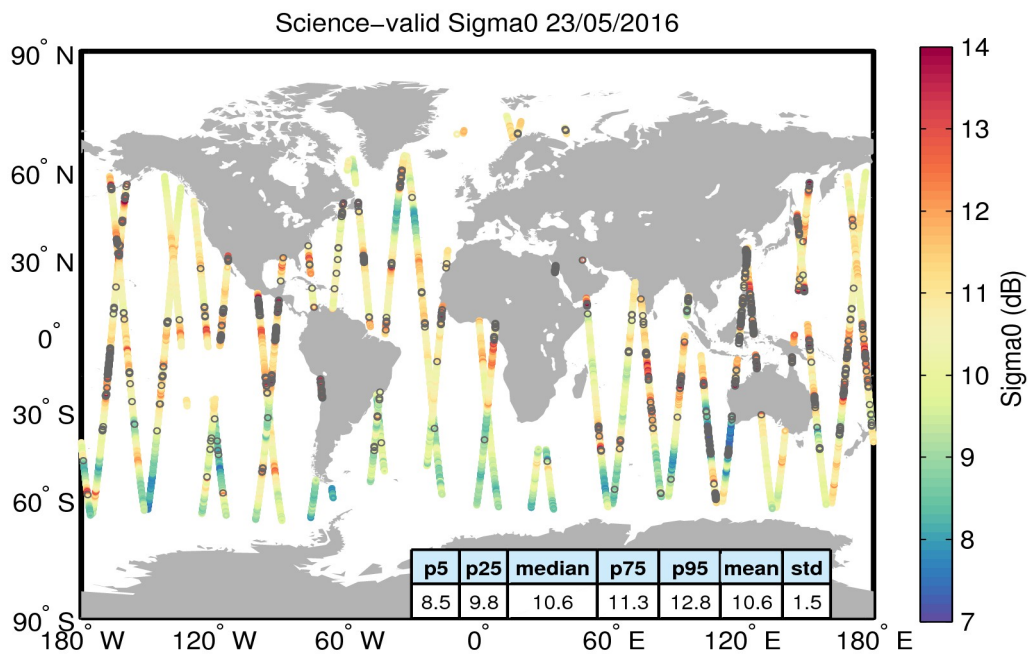 Science−valid Sigma0 23/05/2016
90° N
60° N
30° N
0°
30° S
60° S
90° S
180° W
120° W
60° W
0°
60° E
120° E
180° E
p5 p25 median p75 p95 mean std
8.5 9.8 10.6 11.3 12.8 10.6 1.5
14
13
12
11
10
9
8
7
Sigma0 (dB)